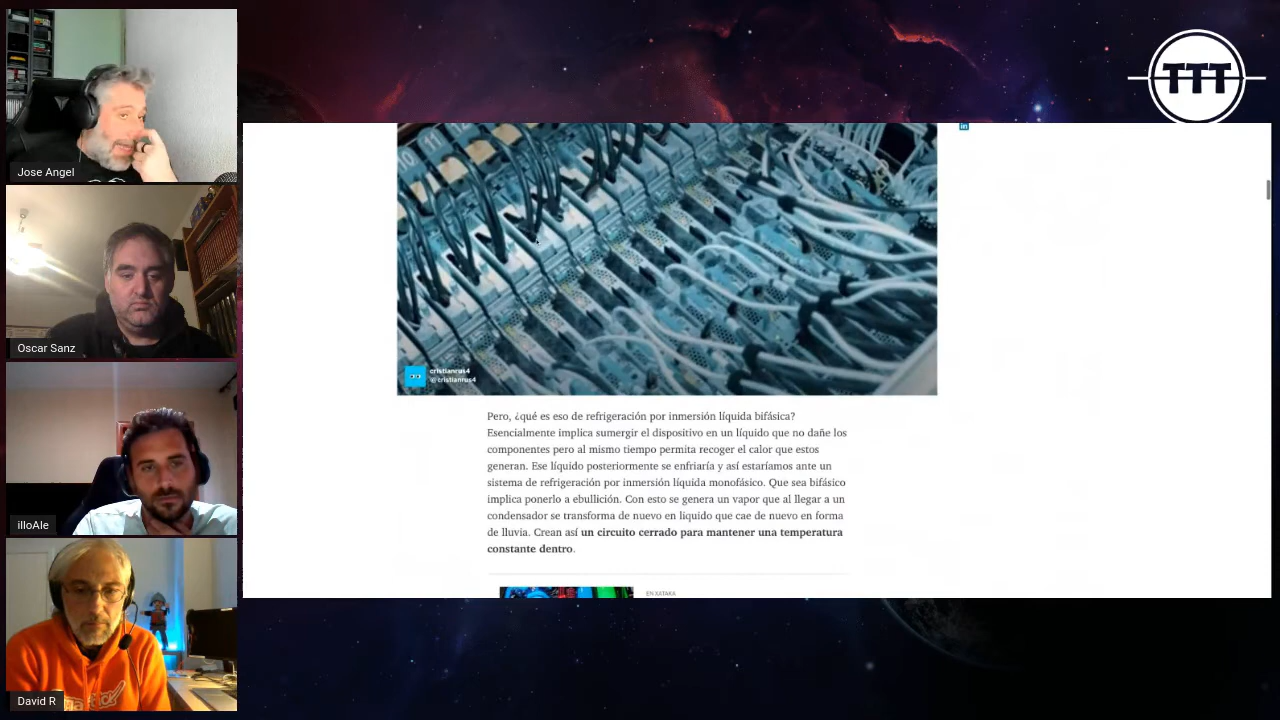 Jose Angel
Oscar Sanz
illoAle
David R
TTT
in
10 11
cristianrus4
@cristianrus4
Pero, ¿qué es eso de refrigeración por inmersión líquida bifásica?
Esencialmente implica sumergir el dispositivo en un líquido que no dañe los
componentes pero al mismo tiempo permita recoger el calor que estos
generan. Ese líquido posteriormente se enfriaría y así estaríamos ante un
sistema de refrigeración por inmersión líquida monofásico. Que sea bifásico
implica ponerlo a ebullición. Con esto se genera un vapor que al llegar a un
condensador se transforma de nuevo en líquido que cae de nuevo en forma
de lluvia. Crean así un circuito cerrado para mantener una temperatura
constante dentro.
EN XATAKA